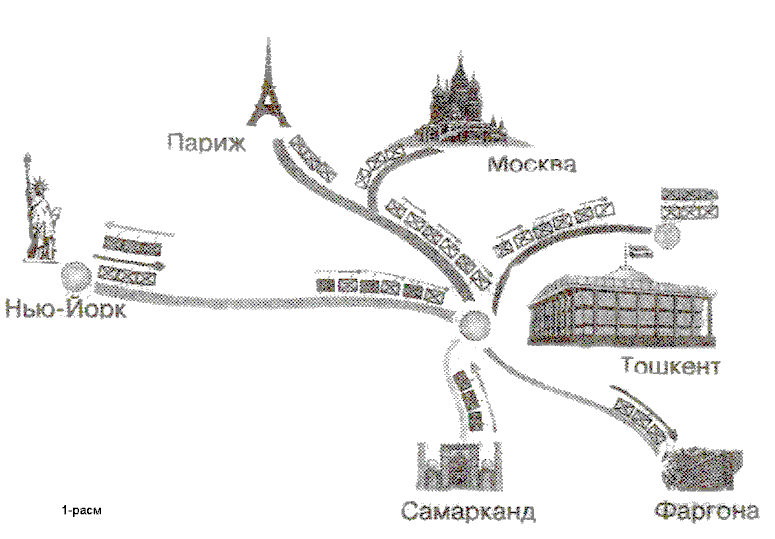 Париж
Москва
Нью-Йорк
Тошкент
Самарканд
Фаргона
1-расм